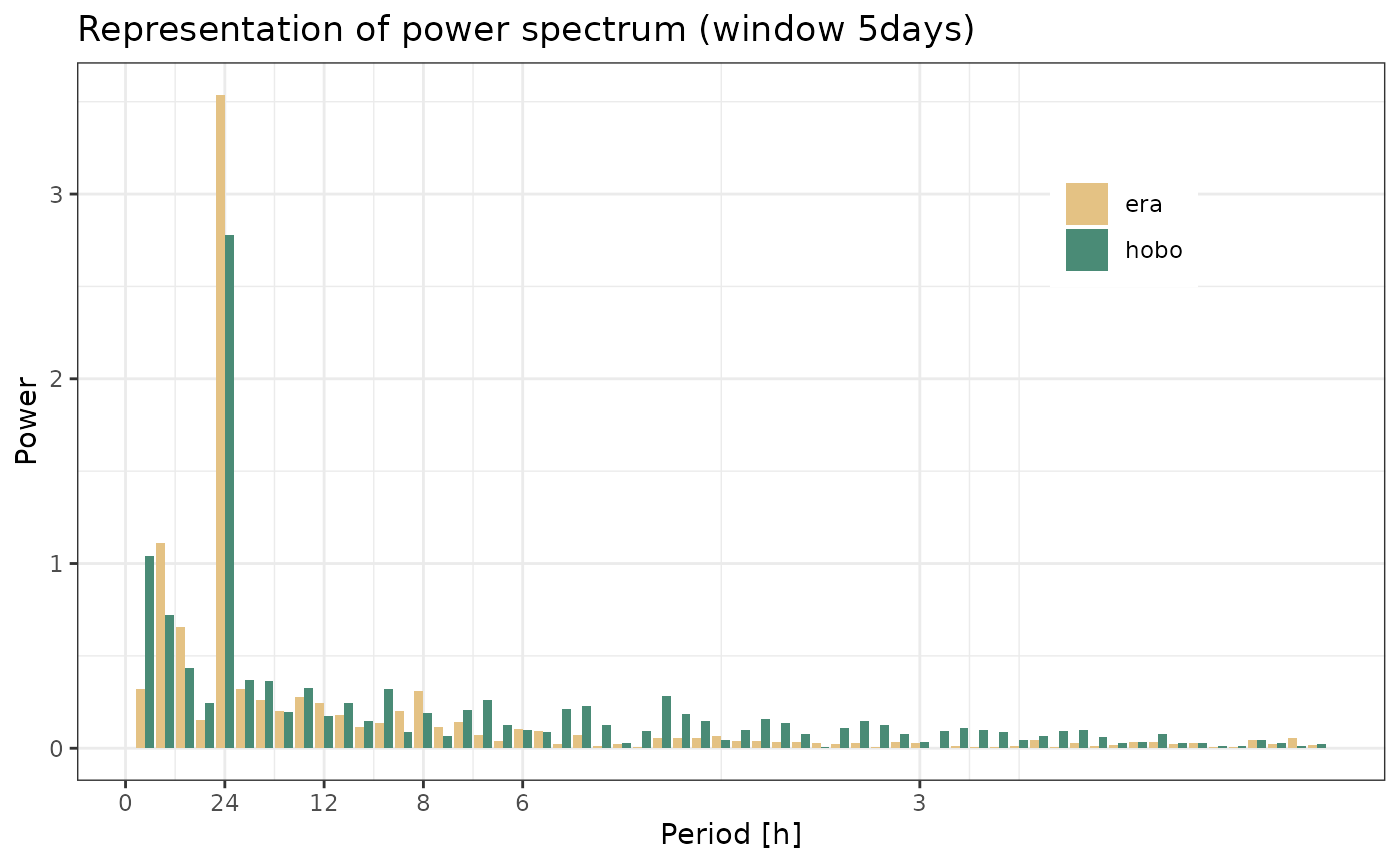 Representation of power spectrum (window 5days)
3
2
1
0
Power
era
hobo
0 24 12 8 6 3
Period [h]